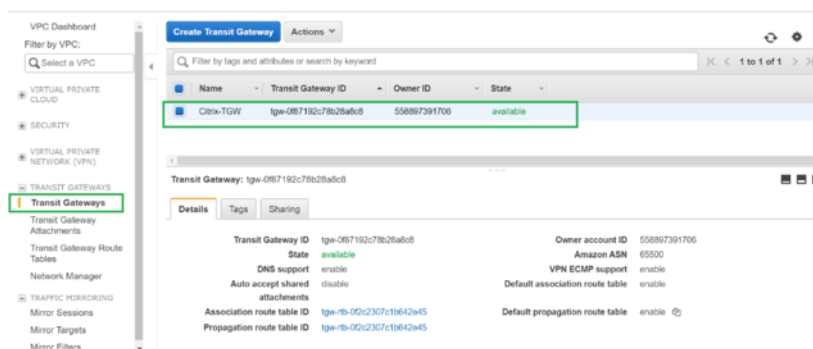 VPC Dashboard
Filter by VPC:
Select a VPC
VIRTUAL PRIVATE
CLOUD
SECURITY
VIRTUAL PRIVATE
NETWORK (VPN)
TRANSIT GATEWAYS
Transit Gateways
Transit Gateway
Attachments
Transit Gateway Route
Tables
Network Manager
TRAFFIC MIRRORING
Mirror Sessions
Mirror Targets
Mirror Filters
Create Transit Gateway Actions
Filter by tags and attributes or search by keyword
1 to 1 of 1
Name Transit Gateway ID Owner ID State
Citrix-TGW tgw-0f87192c78b28a8c8 558897391706 available
Transit Gateway: tgw-0f87192c78b28a8c8
Details Tags Sharing
Transit Gateway ID tgw-0f87192c78b28a8c8 Owner account ID 558897391706
State available Amazon ASN 65500
DNS support enable VPN ECMP support enable
Auto accept shared disable Default association route table enable
attachments
Association route table ID tgw-rtb-0f2c2307c1b642e45 Default propagation route table enable
Propagation route table ID tgw-rtb-0f2c2307c1b642e45